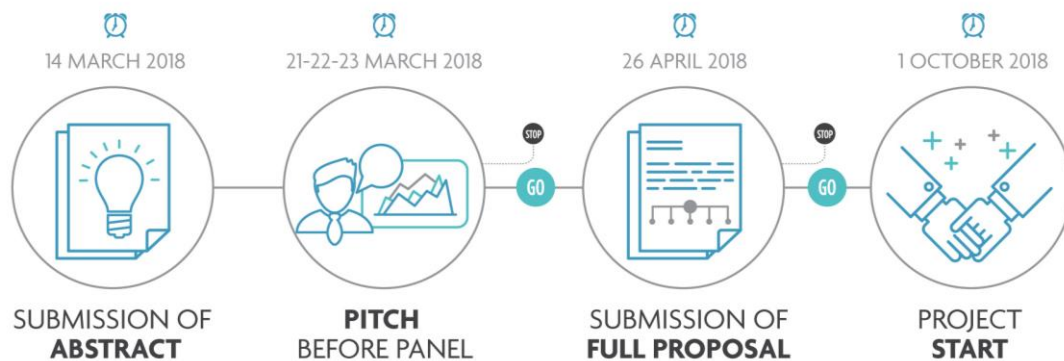 14 MARCH 2018
21-22-23 MARCH 2018
26 APRIL 2018
1 OCTOBER 2018
STOP
GO
STOP
GO
SUBMISSION OF
ABSTRACT
PITCH
BEFORE PANEL
SUBMISSION OF
FULL PROPOSAL
PROJECT
START